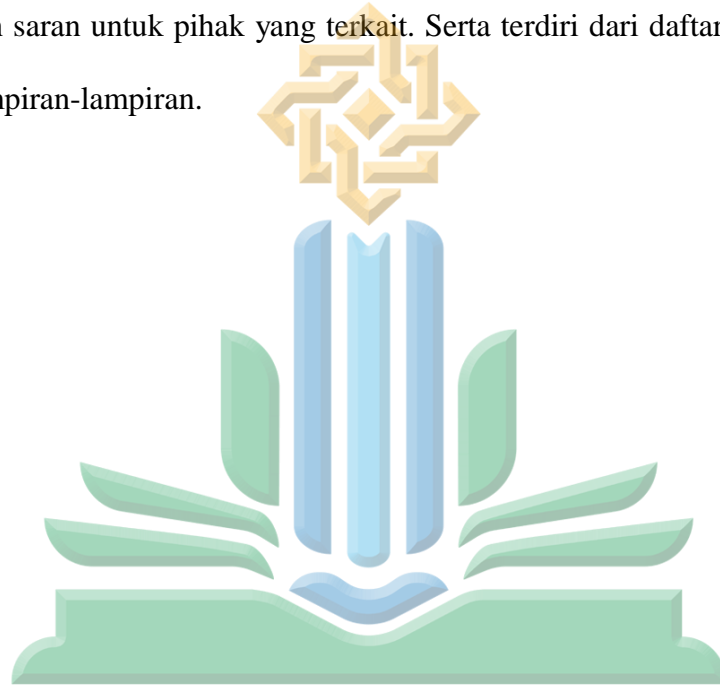 saran untuk pihak yang terkait. Serta terdiri dari daftar
piran-lampiran.